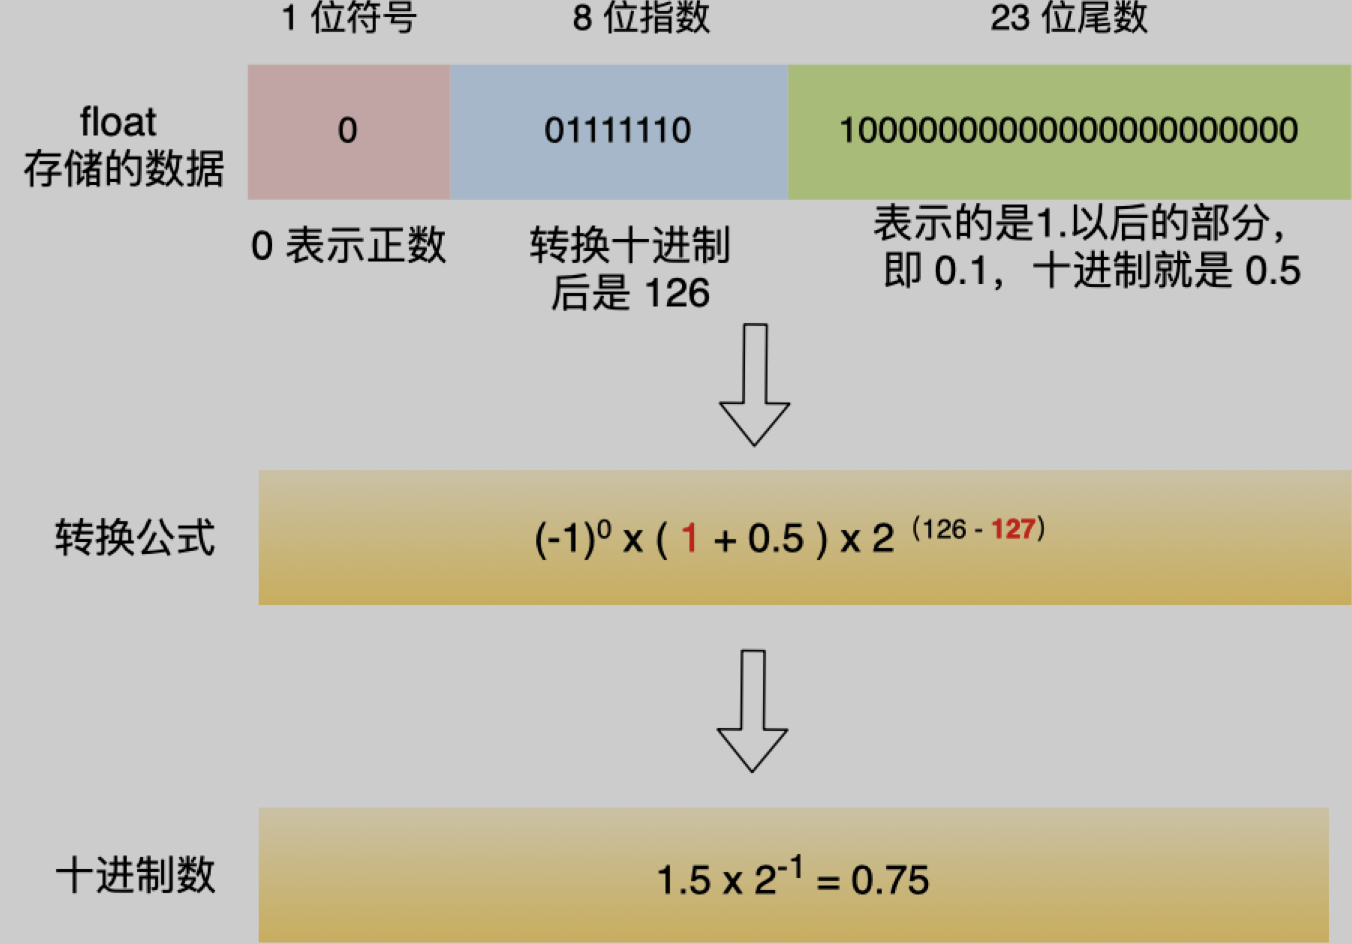 1 位符号 8 位指数 23 位尾数
float
存储的数据
0 01111110 10000000000000000000000
0 表示正数
转换十进制
后是 126
表示的是1.以后的部分，
即 0.1，十进制就是 0.5
转换公式
(-1)⁰ x ( 1 + 0.5 ) x 2 ⁽¹²⁶ ⁻ ¹²⁷⁾
十进制数
1.5 x 2⁻¹ = 0.75